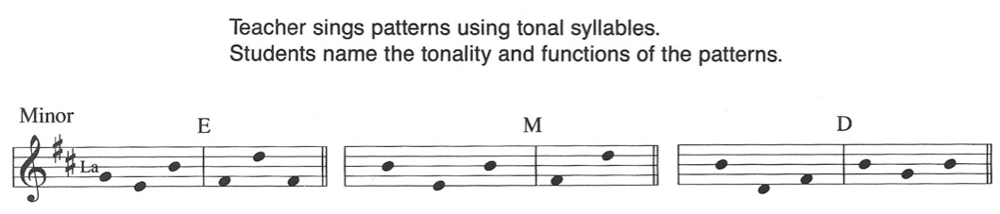 Teacher sings patterns using tonal syllables.
Students name the tonality and functions of the patterns.
Minor
E
M
D
La